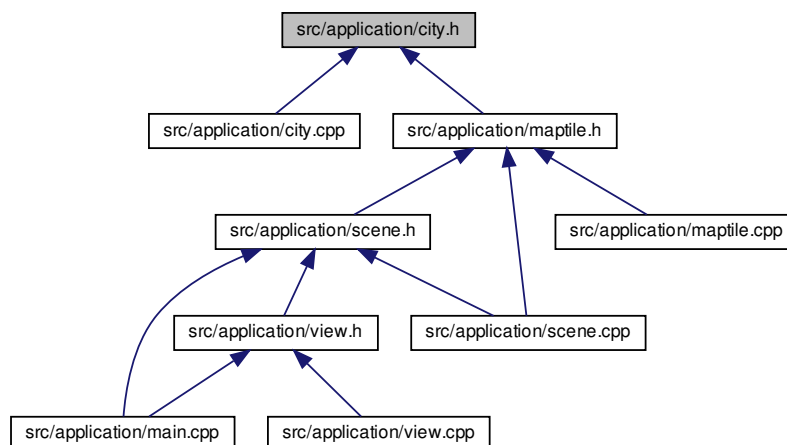 src/application/city.h
src/application/city.cpp
src/application/maptile.h
src/application/scene.h
src/application/maptile.cpp
src/application/view.h
src/application/scene.cpp
src/application/main.cpp
src/application/view.cpp